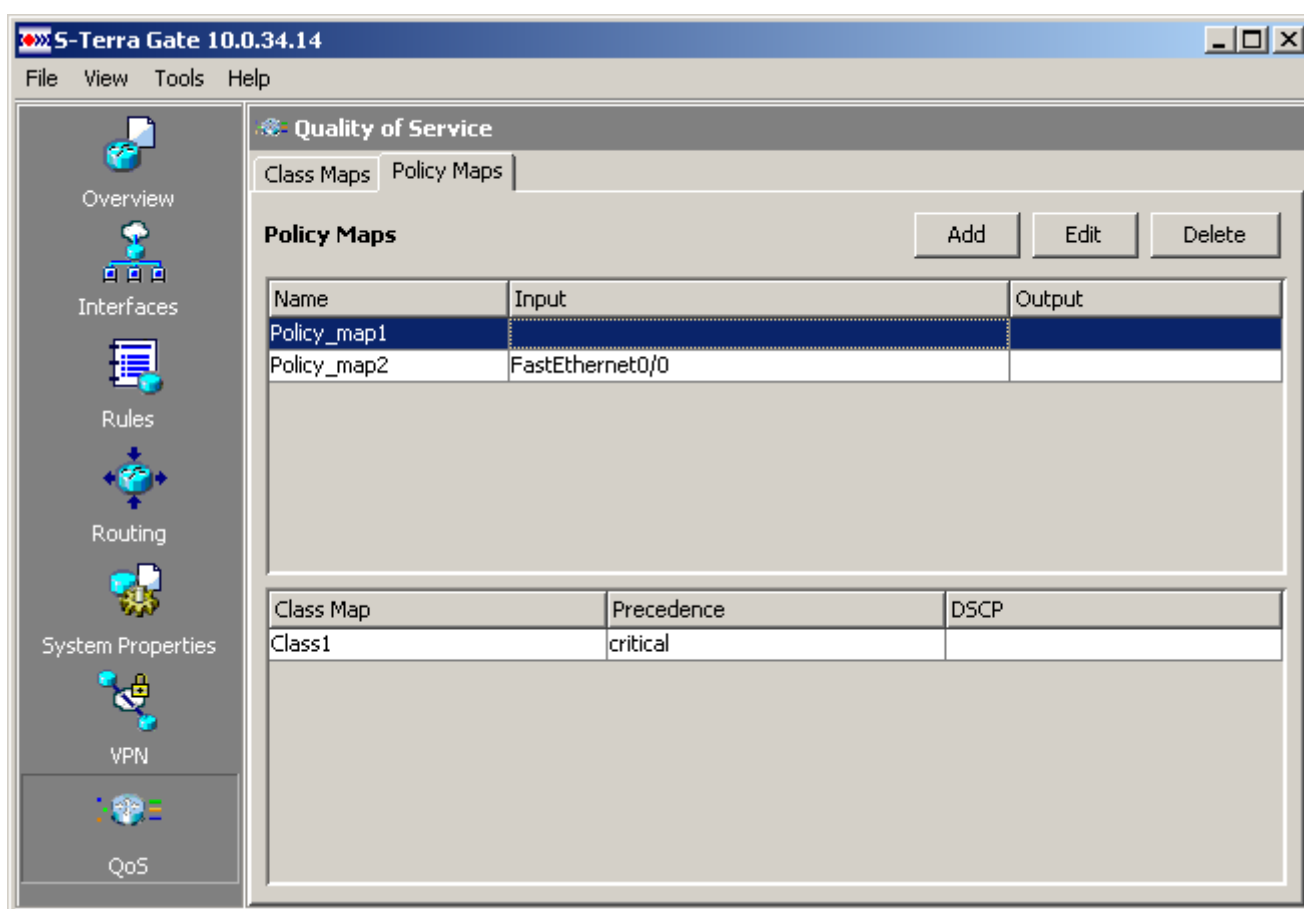 S-Terra Gate 10.0.34.14
File View Tools Help
Overview
Interfaces
Rules
Routing
System Properties
VPN
QoS
Quality of Service
Class Maps Policy Maps
Policy Maps Add Edit Delete
Name Input Output
Policy_map1
Policy_map2 FastEthernet0/0
Class Map Precedence DSCP
Class1 critical